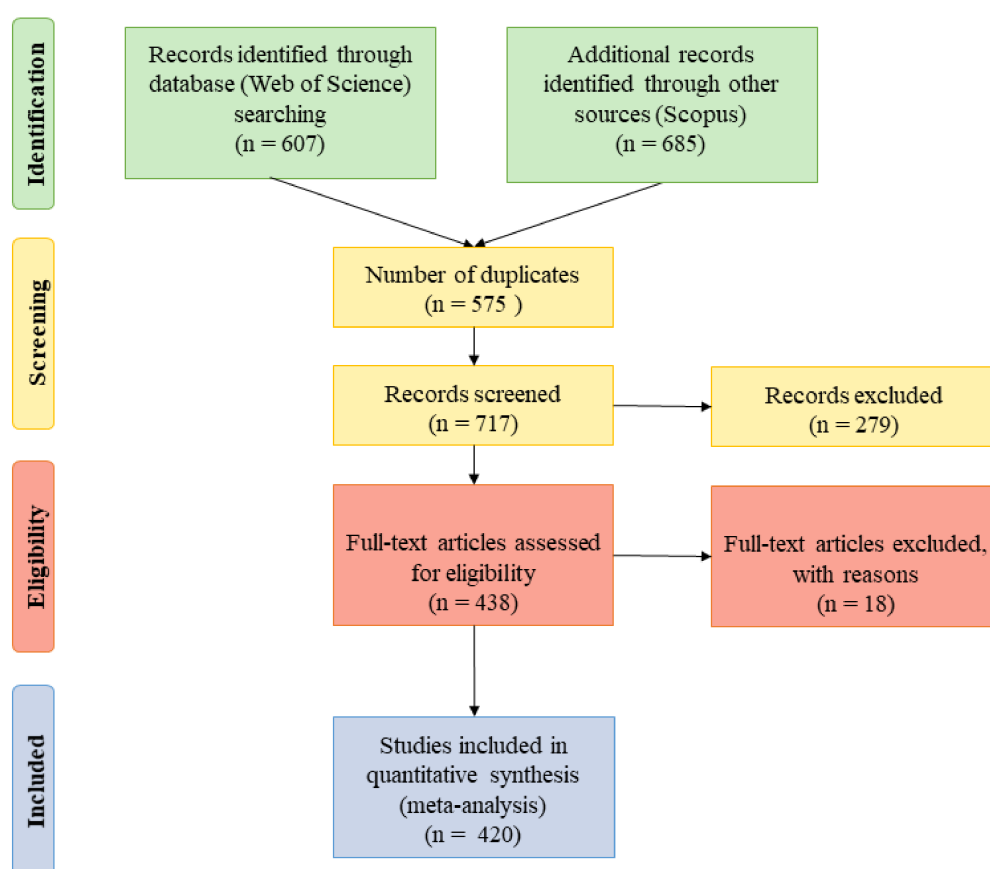 Identification
Records identified through
database (Web of Science)
searching
(n = 607)
Additional records
identified through other
sources (Scopus)
(n = 685)
Screening
Number of duplicates
(n = 575 )
Records screened
(n = 717)
Records excluded
(n = 279)
Eligibility
Full-text articles assessed
for eligibility
(n = 438)
Full-text articles excluded,
with reasons
(n = 18)
Included
Studies included in
quantitative synthesis
(meta-analysis)
(n = 420)